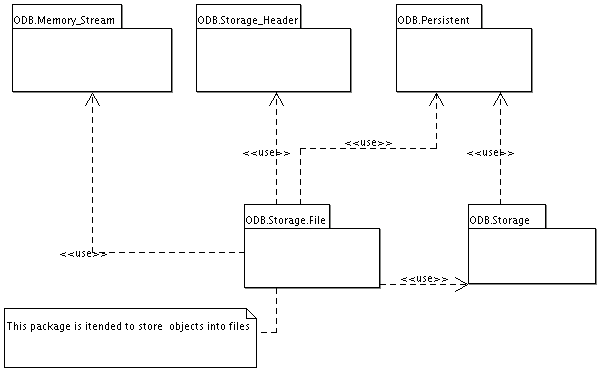 ODB.Memory_Stream
ODB.Storage_Header
ODB.Persistent
<<use>>
<<use>>
<<use>>
ODB.Storage.File
ODB.Storage
<<use>>
<<use>>
This package is itended to store  objects into files